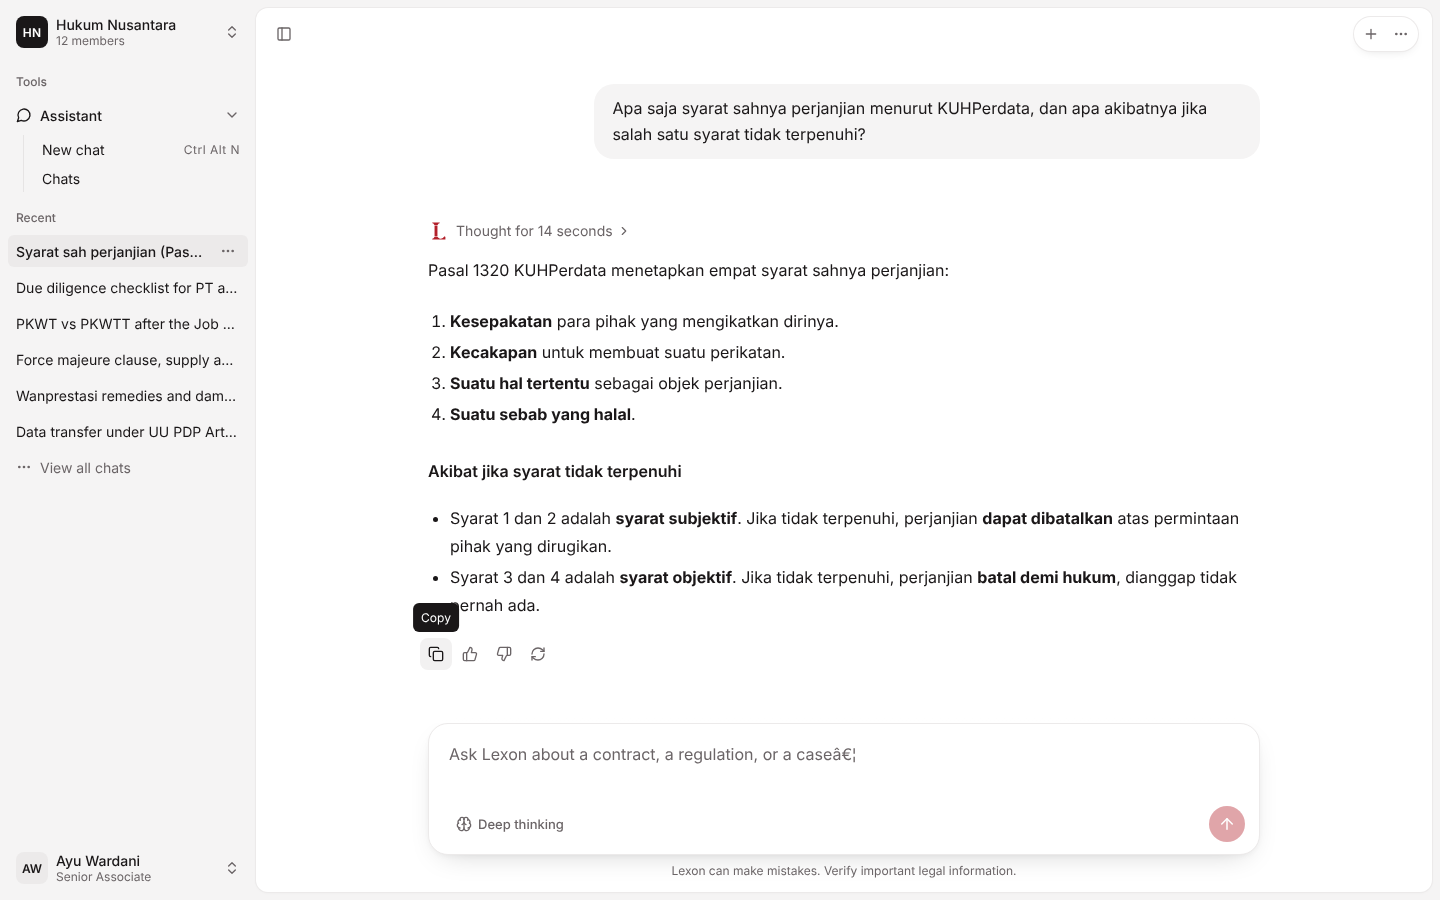 HN
Hukum Nusantara
12 members
Tools
Assistant
New chat Ctrl Alt N
Chats
Recent
Syarat sah perjanjian (Pas...
Due diligence checklist for PT a...
PKWT vs PKWTT after the Job ...
Force majeure clause, supply a...
Wanprestasi remedies and dam...
Data transfer under UU PDP Art...
View all chats
AW
Ayu Wardani
Senior Associate
Apa saja syarat sahnya perjanjian menurut KUHPerdata, dan apa akibatnya jika
salah satu syarat tidak terpenuhi?
L
Thought for 14 seconds
Pasal 1320 KUHPerdata menetapkan empat syarat sahnya perjanjian:
1. Kesepakatan para pihak yang mengikatkan dirinya.
2. Kecakapan untuk membuat suatu perikatan.
3. Suatu hal tertentu sebagai objek perjanjian.
4. Suatu sebab yang halal.
Akibat jika syarat tidak terpenuhi
• Syarat 1 dan 2 adalah syarat subjektif. Jika tidak terpenuhi, perjanjian dapat dibatalkan atas permintaan
pihak yang dirugikan.
• Syarat 3 dan 4 adalah syarat objektif. Jika tidak terpenuhi, perjanjian batal demi hukum, dianggap tidak
pernah ada.
Copy
Ask Lexon about a contract, a regulation, or a caseâ€¦
Deep thinking
Lexon can make mistakes. Verify important legal information.